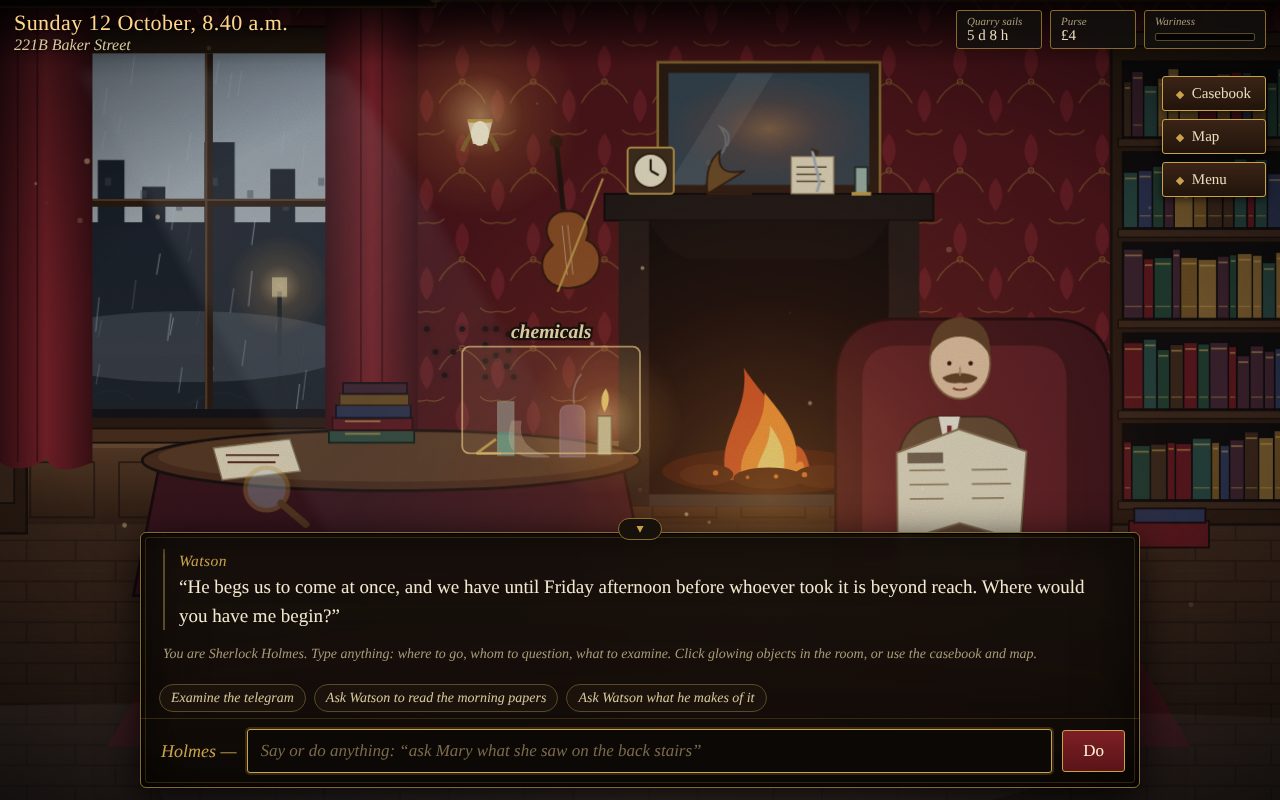 Sunday 12 October, 8.40 a.m.
221B Baker Street
Quarry sails
5 d 8 h
Purse
£4
Wariness
Casebook
Map
Menu
chemicals
Watson
“He begs us to come at once, and we have until Friday afternoon before whoever took it is beyond reach. Where would
you have me begin?”
You are Sherlock Holmes. Type anything: where to go, whom to question, what to examine. Click glowing objects in the room, or use the casebook and map.
Examine the telegram
Ask Watson to read the morning papers
Ask Watson what he makes of it
Holmes —
Say or do anything: “ask Mary what she saw on the back stairs”
Do